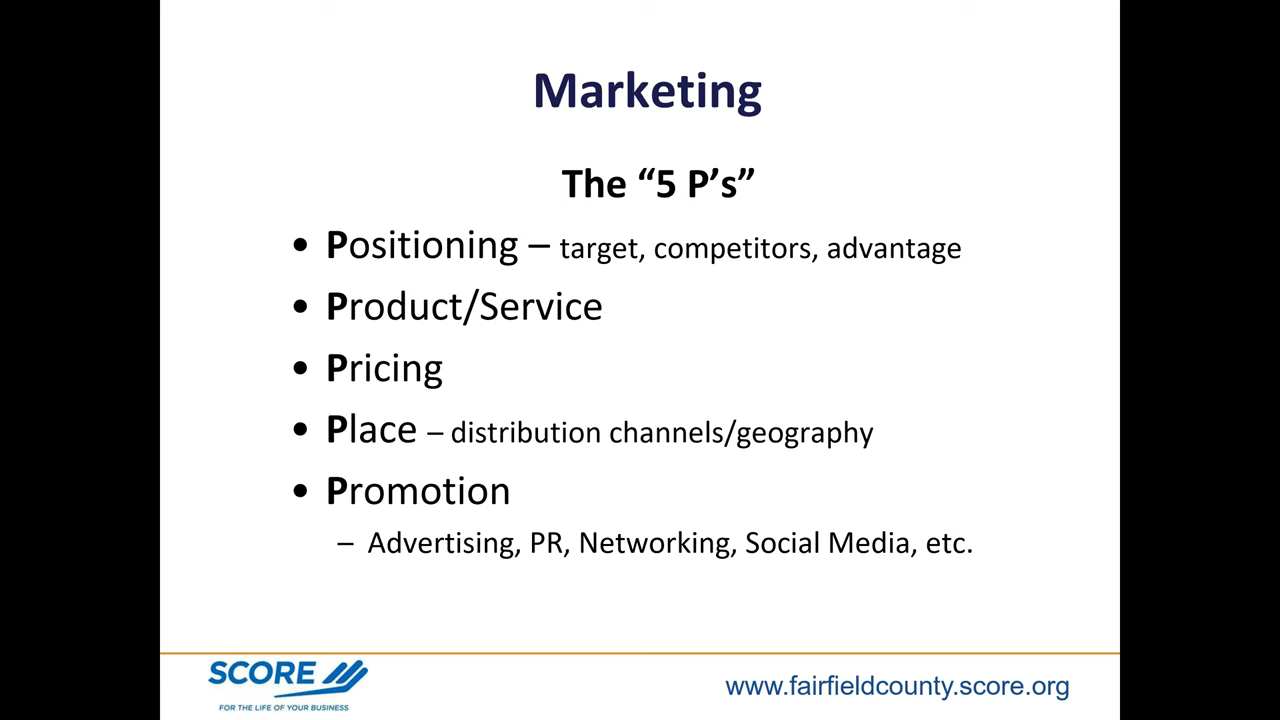 Marketing
The “5 P’s”
• Positioning – target, competitors, advantage
• Product/Service
• Pricing
• Place – distribution channels/geography
• Promotion
– Advertising, PR, Networking, Social Media, etc.
SCORE
FOR THE LIFE OF YOUR BUSINESS
www.fairfieldcounty.score.org